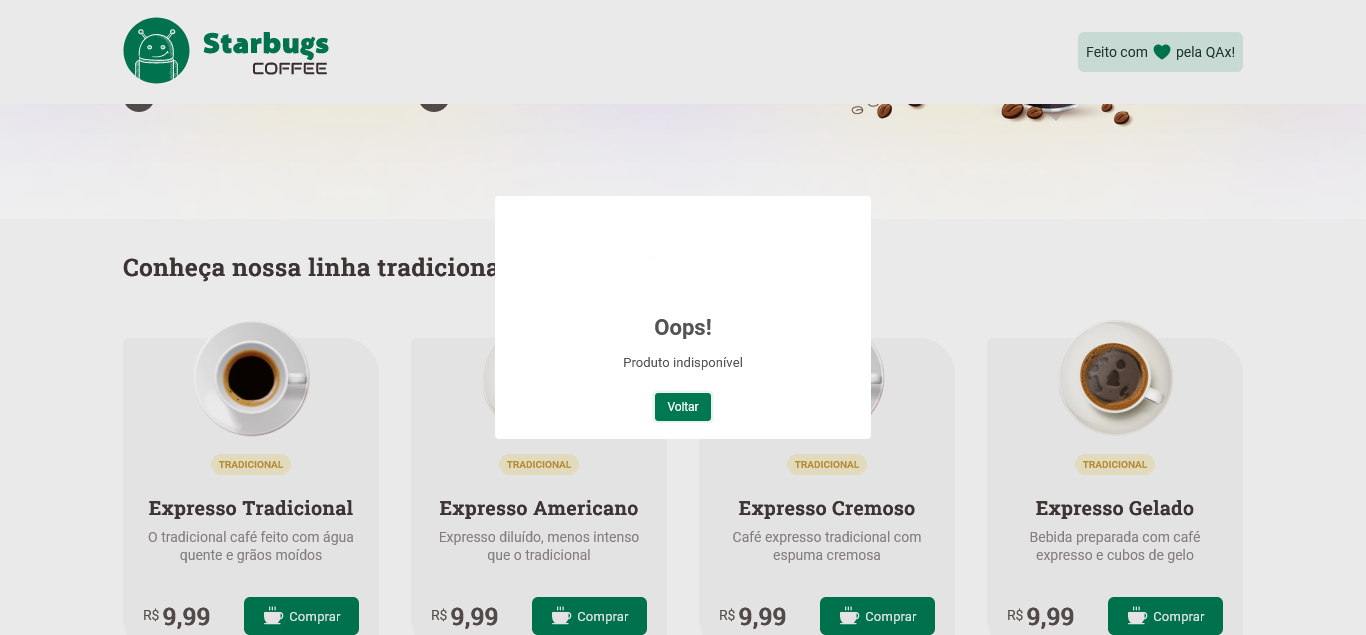 Starbugs
COFFEE
Feito com pela QAx!
Conheça nossa linha
Oops!
Produto indisponível
Voltar
TRADICIONAL
TRADICIONAL
TRADICIONAL
TRADICIONAL
Expresso Tradicional
O tradicional café feito com água
quente e grãos moídos
R$ 9,99
Comprar
Expresso Americano
Expresso diluído, menos intenso
que o tradicional
R$ 9,99
Comprar
Expresso Cremoso
Café expresso tradicional com
espuma cremosa
R$ 9,99
Comprar
Expresso Gelado
Bebida preparada com café
expresso e cubos de gelo
R$ 9,99
Comprar